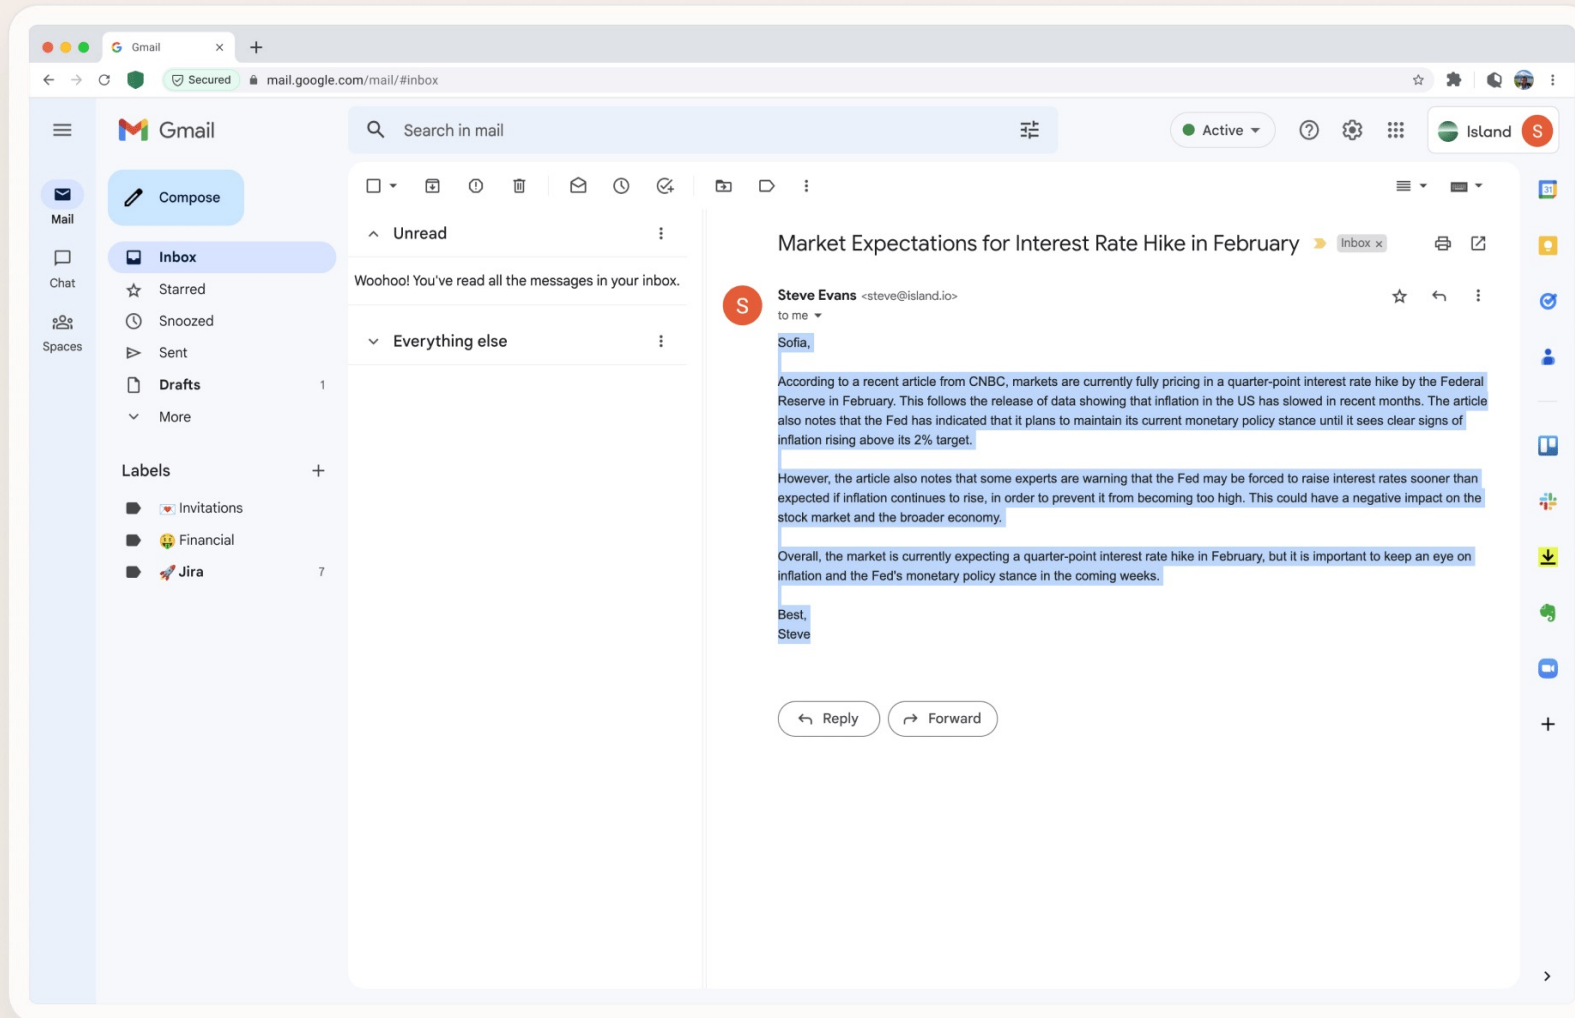 Gmail
Secured
mail.google.com/mail/#inbox
Gmail
Search in mail
Active
Island
S
Mail
Chat
Spaces
Compose
Inbox
Starred
Snoozed
Sent
Drafts 1
More
Labels
Invitations
Financial
Jira 7
Unread
Woohoo! You've read all the messages in your inbox.
Everything else
Market Expectations for Interest Rate Hike in February
Inbox x
S
Steve Evans <steve@island.io>
to me
Sofia,
According to a recent article from CNBC, markets are currently fully pricing in a quarter-point interest rate hike by the Federal
Reserve in February. This follows the release of data showing that inflation in the US has slowed in recent months. The article
also notes that the Fed has indicated that it plans to maintain its current monetary policy stance until it sees clear signs of
inflation rising above its 2% target.
However, the article also notes that some experts are warning that the Fed may be forced to raise interest rates sooner than
expected if inflation continues to rise, in order to prevent it from becoming too high. This could have a negative impact on the
stock market and the broader economy.
Overall, the market is currently expecting a quarter-point interest rate hike in February, but it is important to keep an eye on
inflation and the Fed's monetary policy stance in the coming weeks.
Best,
Steve
Reply
Forward
31